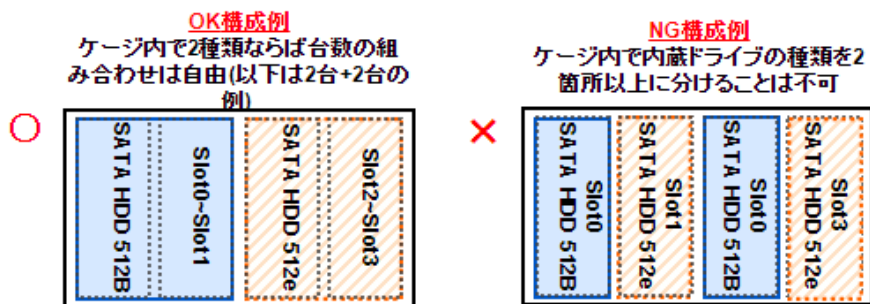 OK構成例
ケージ内で2種類ならば台数の組
み合わせは自由(以下は2台+2台の
例)
○
SATA HDD 512B
Slot0~Slot1
SATA HDD 512e
Slot2~Slot3
NG構成例
ケージ内で内蔵ドライブの種類を2
箇所以上に分けることは不可
×
Slot0
SATA HDD 512B
Slot1
SATA HDD 512e
Slot0
SATA HDD 512B
Slot3
SATA HDD 512e